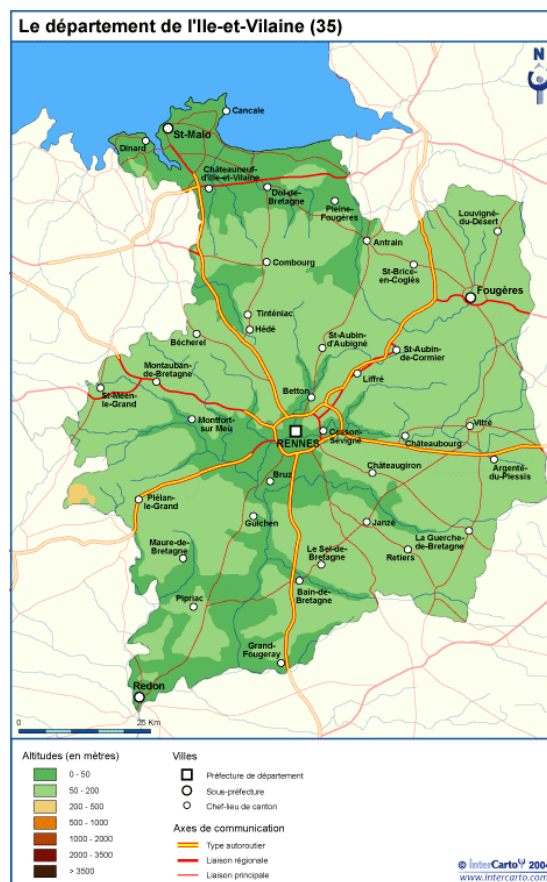 Le département de l'Ile-et-Vilaine (35)
N
Cancale
St-Malo
Dinard
Châteauneuf-
d'Ille-et-Vilaine
Dol-de-
Bretagne
Pleine-
Fougères
Louvigné-
du-Désert
Antrain
Combourg
St-Brice-
en-Coglès
Fougères
Tinténiac
Hédé
Bécherel
St-Aubin-
d'Aubigné
St-Aubin-
de-Cormier
Montauban-
de-Bretagne
Liffré
St-Méen-
le-Grand
Betton
Montfort-
sur Meu
RENNES
Cesson-
Sévigné
Vitré
Châteaubourg
Argentré-
du-Plessis
Châteaugiron
Bruz
Plélan-
le-Grand
Guichen
Janzé
La Guerche-
de-Bretagne
Maure-de-
Bretagne
Le Sel-de-
Bretagne
Retiers
Bain-de-
Bretagne
Pipriac
Grand-
Fougeray
Redon
0 25 Km
Altitudes (en mètres)
0 - 50
50 - 200
200 - 500
500 - 1000
1000 - 2000
2000 - 3500
> 3500
Villes
Préfecture de département
Sous-préfecture
Chef-lieu de canton
Axes de communication
Type autoroutier
Liaison régionale
Liaison principale
© InterCarto 2004
www.intercarto.com